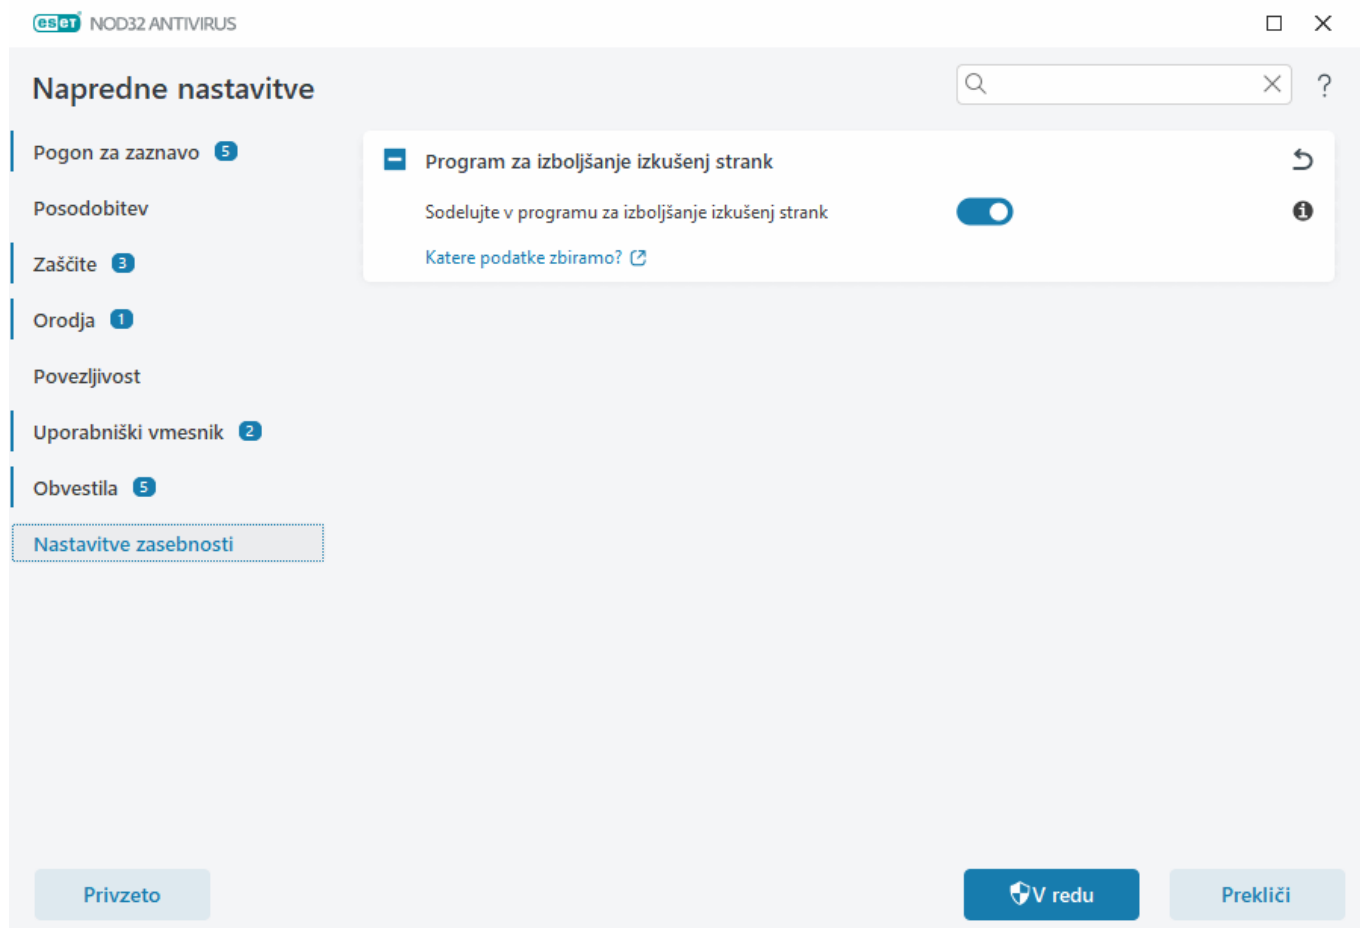 eset NOD32 ANTIVIRUS
Napredne nastavitve
?
Pogon za zaznavo 5
Posodobitev
Zaščite 3
Orodja 1
Povezljivost
Uporabniški vmesnik 2
Obvestila 5
Nastavitve zasebnosti
Program za izboljšanje izkušenj strank
Sodelujte v programu za izboljšanje izkušenj strank
Katere podatke zbiramo?
Privzeto
V redu
Prekliči